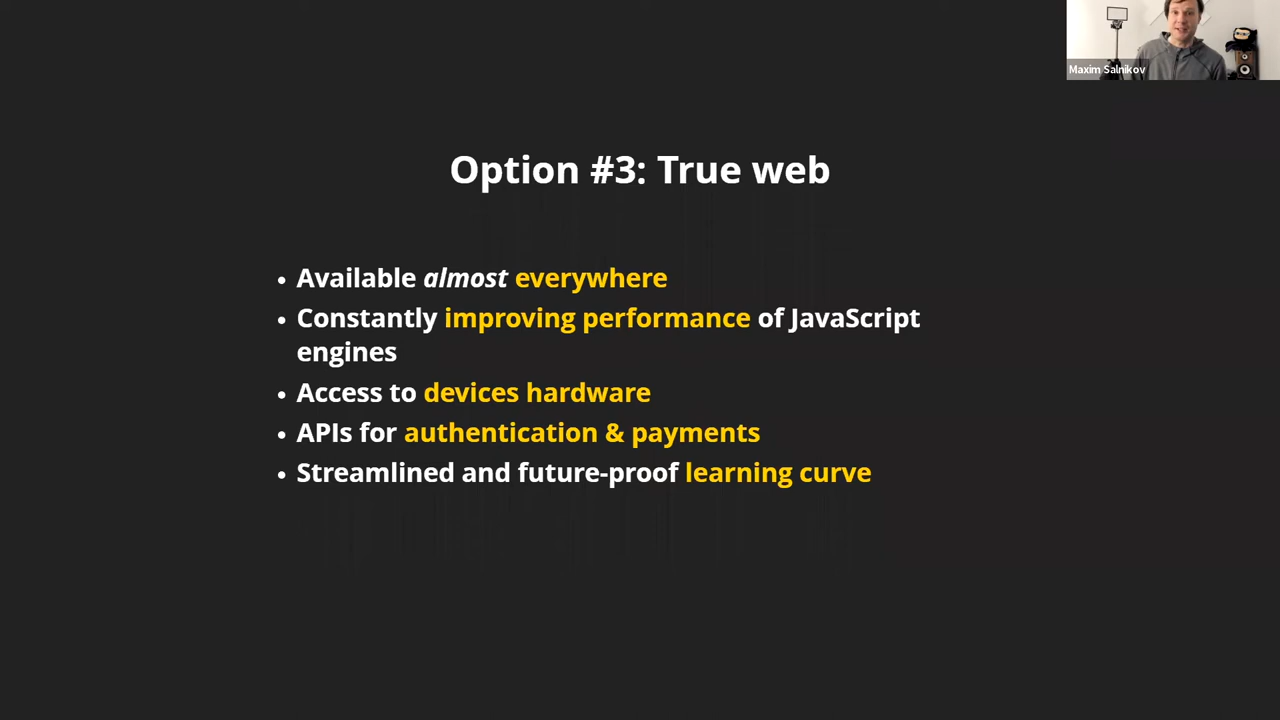 Maxim Salnikov
Option #3: True web
• Available almost everywhere
• Constantly improving performance of JavaScript
engines
• Access to devices hardware
• APIs for authentication & payments
• Streamlined and future-proof learning curve